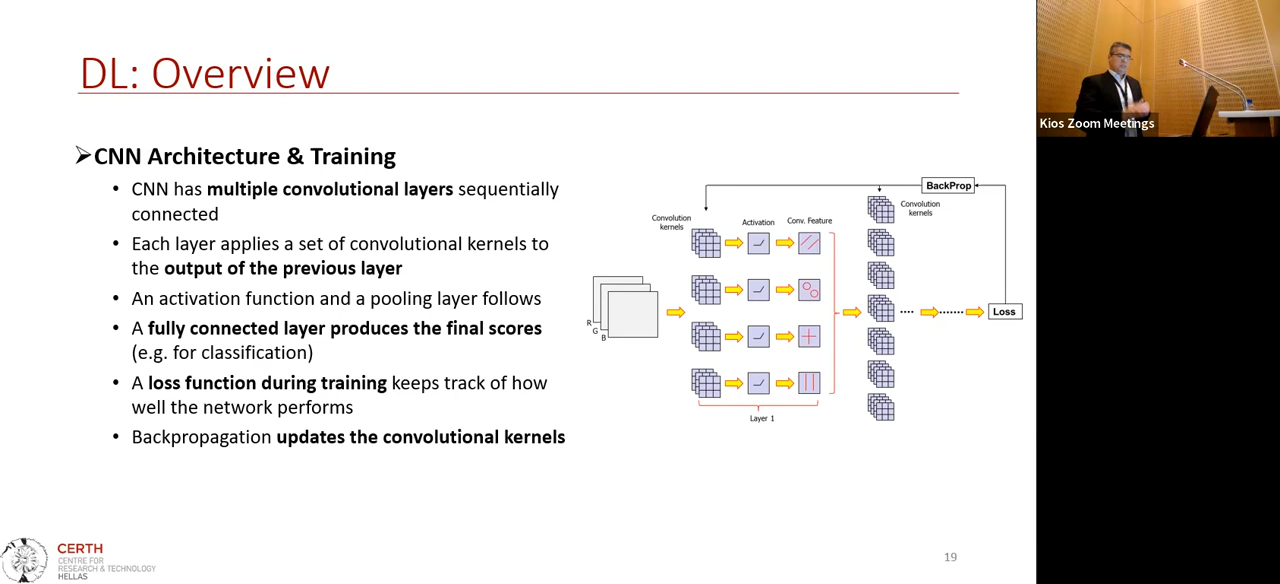 DL: Overview
➢CNN Architecture & Training
• CNN has multiple convolutional layers sequentially
connected
• Each layer applies a set of convolutional kernels to
the output of the previous layer
• An activation function and a pooling layer follows
• A fully connected layer produces the final scores
(e.g. for classification)
• A loss function during training keeps track of how
well the network performs
• Backpropagation updates the convolutional kernels
BackProp
Convolution
kernels
Activation
Conv. Feature
Convolution
kernels
R
G
B
Loss
Layer 1
CERTH
CENTRE FOR
RESEARCH & TECHNOLOGY
HELLAS
19
Kios Zoom Meetings